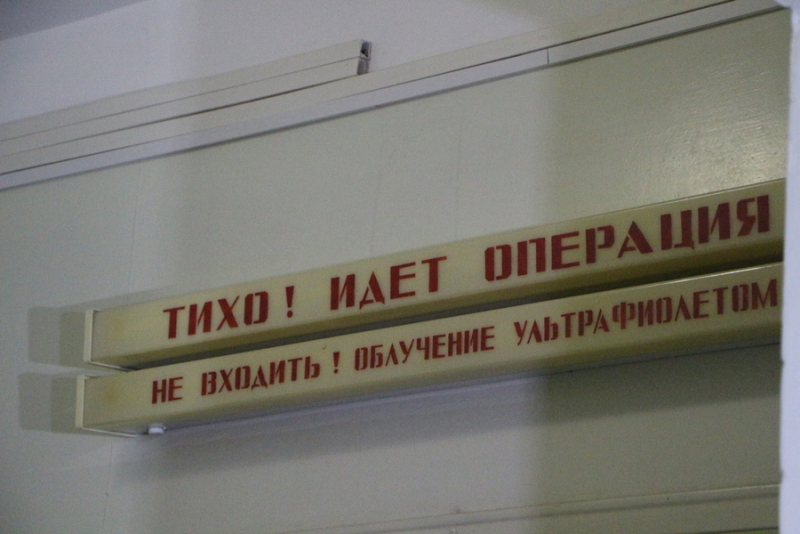 ТИХО! ИДЕТ ОПЕРАЦИЯ
НЕ ВХОДИТЬ! ОБЛУЧЕНИЕ УЛЬТРАФИОЛЕТОМ